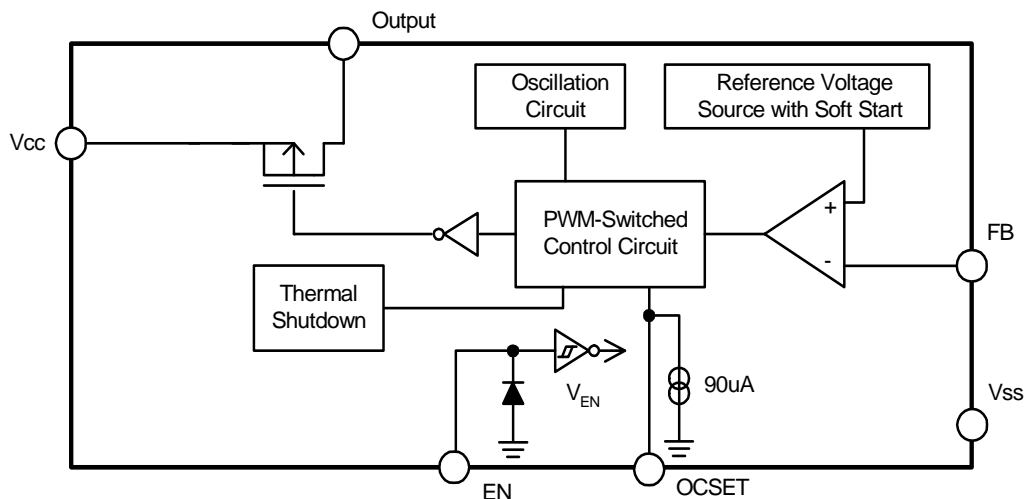 Output
Oscillation
Circuit
Reference Voltage
Source with Soft Start
Vcc
PWM-Switched
Control Circuit
+
-
FB
Thermal
Shutdown
VEN
90uA
Vss
EN
OCSET